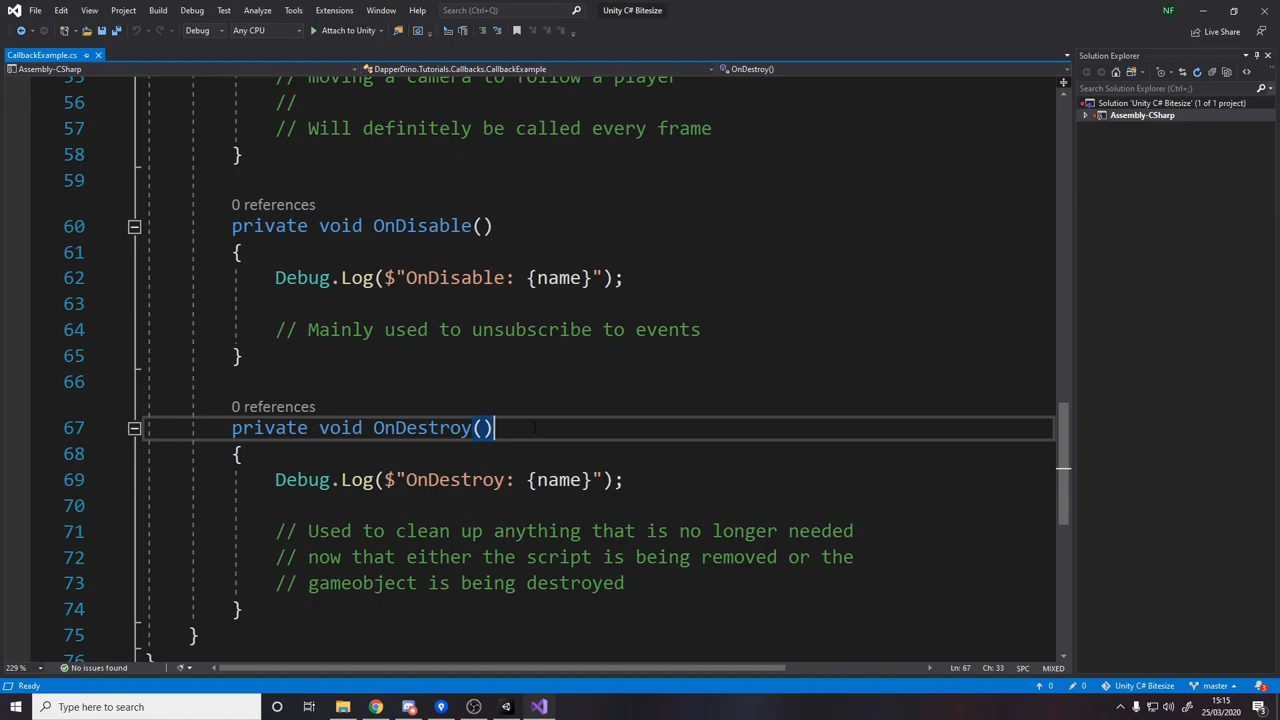 File Edit View Project Build Debug Test Analyze Tools Extensions Window Help Search (Ctrl+Q) Unity C# Bitesize NF
Debug Any CPU Attach to Unity Live Share
CallbackExample.cs Solution Explorer
Assembly-CSharp DapperDino.Tutorials.Callbacks.CallbackExample OnDestroy()
Search Solution Explorer (Ctrl+;)
Solution 'Unity C# Bitesize' (1 of 1 project)
Assembly-CSharp
55 // moving a camera to follow a player
56 //
57 // Will definitely be called every frame
58 }
59
0 references
60 private void OnDisable()
61 {
62 Debug.Log($"OnDisable: {name}");
63
64 // Mainly used to unsubscribe to events
65 }
66
0 references
67 private void OnDestroy()
68 {
69 Debug.Log($"OnDestroy: {name}");
70
71 // Used to clean up anything that is no longer needed
72 // now that either the script is being removed or the
73 // gameobject is being destroyed
74 }
75 }
76 }
229 % No issues found Ln: 67 Ch: 33 SPC MIXED
Ready 0 0 Unity C# Bitesize master 3
Type here to search 15:15
25/03/2020 3